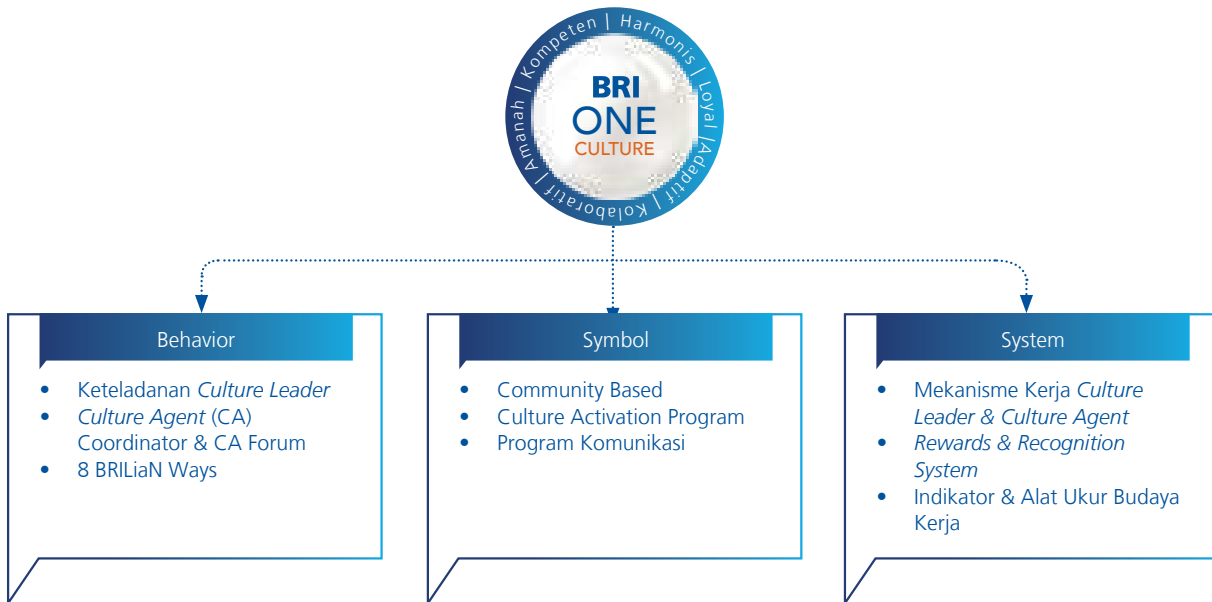 Amanah | Kompeten | Harmonis | Loyal | Adaptif | Kolaboratif |
BRI
ONE
CULTURE
Behavior
• Keteladanan Culture Leader
• Culture Agent (CA)
Coordinator & CA Forum
• 8 BRILiaN Ways
Symbol
• Community Based
• Culture Activation Program
• Program Komunikasi
System
• Mekanisme Kerja Culture
Leader & Culture Agent
• Rewards & Recognition
System
• Indikator & Alat Ukur Budaya
Kerja